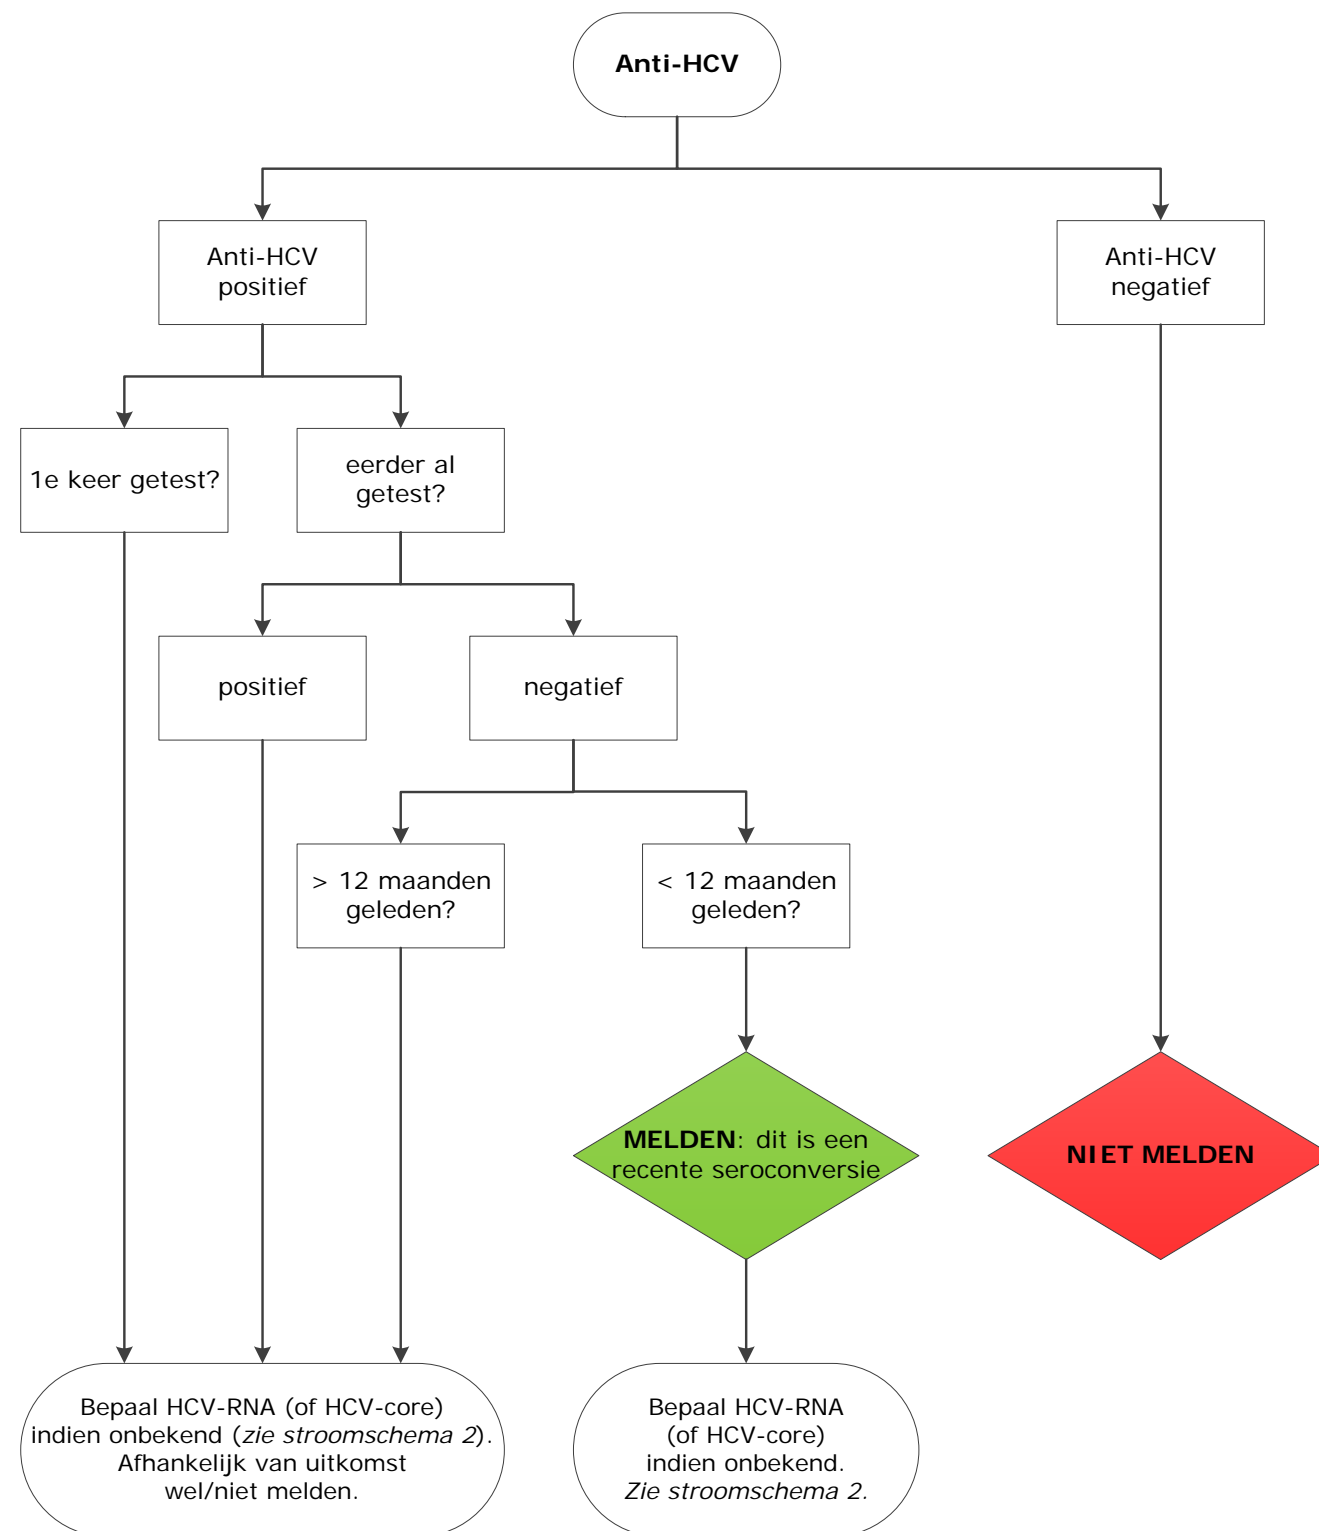 Anti-HCV
Anti-HCV
positief
Anti-HCV
negatief
1e keer getest?
eerder al
getest?
positief
negatief
> 12 maanden
geleden?
< 12 maanden
geleden?
MELDEN: dit is een
recente seroconversie
NIET MELDEN
Bepaal HCV-RNA (of HCV-core)
indien onbekend (zie stroomschema 2).
Afhankelijk van uitkomst
wel/niet melden.
Bepaal HCV-RNA
(of HCV-core)
indien onbekend.
Zie stroomschema 2.